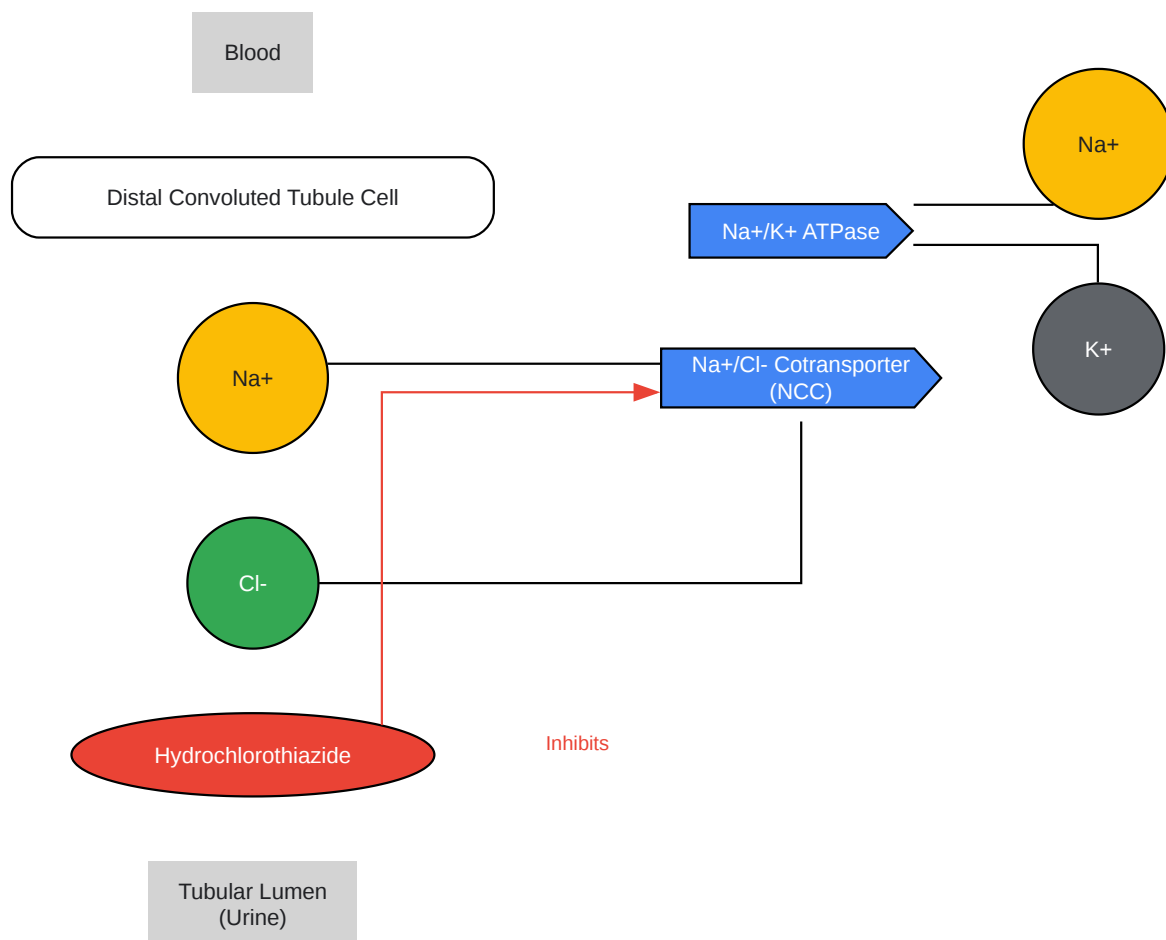 Blood
Na+
Distal Convoluted Tubule Cell
Na+/K+ ATPase
K+
Na+/Cl- Cotransporter
(NCC)
Na+
Cl-
Inhibits
Hydrochlorothiazide
Tubular Lumen
(Urine)